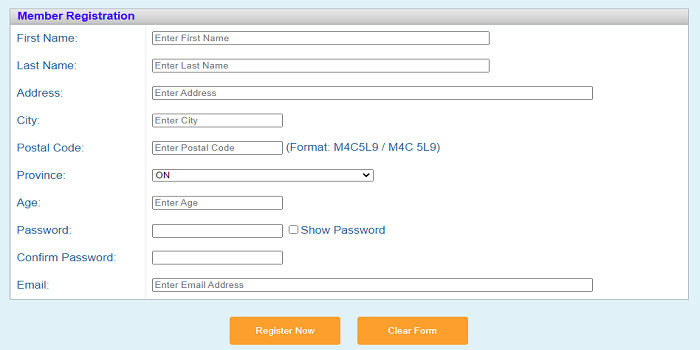 Member Registration
First Name: Enter First Name
Last Name: Enter Last Name
Address: Enter Address
City: Enter City
Postal Code: Enter Postal Code (Format: M4C5L9 / M4C 5L9)
Province: ON
Age: Enter Age
Password: Show Password
Confirm Password:
Email: Enter Email Address
Register Now Clear Form